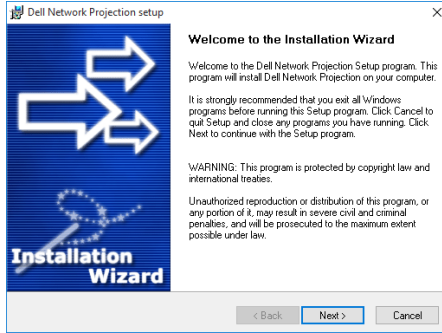 Dell Network Projection setup
Welcome to the Installation Wizard
Welcome to the Dell Network Projection Setup program. This
program will install Dell Network Projection on your computer.
It is strongly recommended that you exit all Windows
programs before running this Setup program. Click Cancel to
quit Setup and close any programs you have running. Click
Next to continue with the Setup program.
WARNING: This program is protected by copyright law and
international treaties.
Unauthorized reproduction or distribution of this program, or
any portion of it, may result in severe civil and criminal
penalties, and will be prosecuted to the maximum extent
possible under law.
Installation
Wizard
< Back Next > Cancel